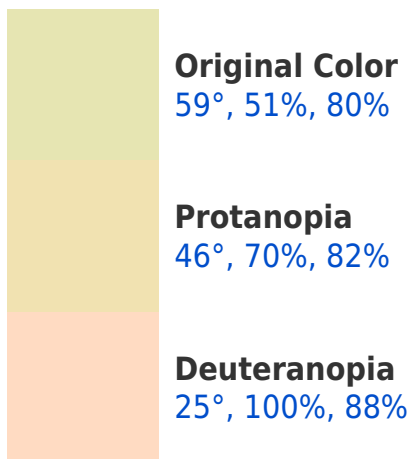 Original Color
59°, 51%, 80%
Protanopia
46°, 70%, 82%
Deuteranopia
25°, 100%, 88%